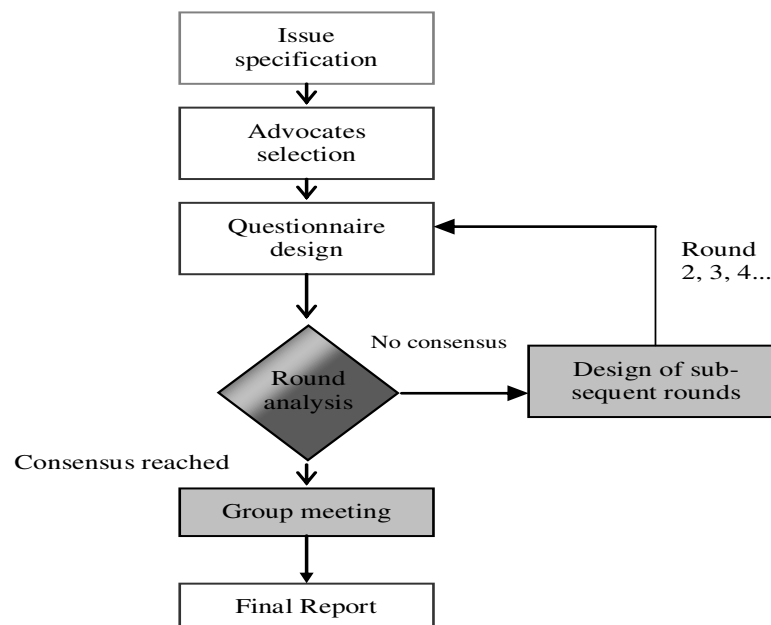 Issue
specification
Advocates
selection
Questionnaire
design
Round
2, 3, 4...
No consensus
Round
analysis
Design of sub-
sequent rounds
Consensus reached
Group meeting
Final Report